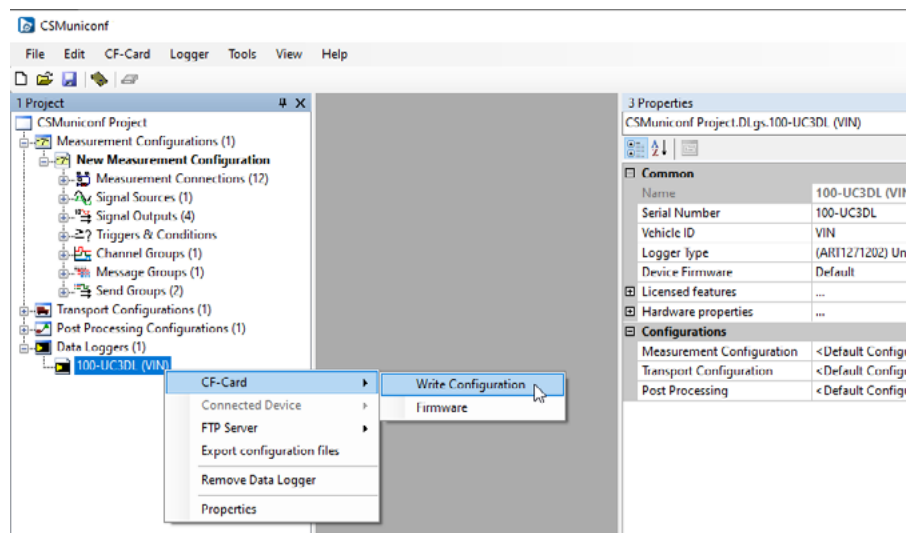 CSMuniconf
File Edit CF-Card Logger Tools View Help
1 Project
CSMuniconf Project
Measurement Configurations (1)
New Measurement Configuration
Measurement Connections (12)
Signal Sources (1)
Signal Outputs (4)
Triggers & Conditions
Channel Groups (1)
Message Groups (1)
Send Groups (2)
Transport Configurations (1)
Post Processing Configurations (1)
Data Loggers (1)
100-UC3DL (VIN)
CF-Card
Connected Device
FTP Server
Export configuration files
Remove Data Logger
Properties
Write Configuration
Firmware
3 Properties
CSMuniconf Project.DLgs.100-UC3DL (VIN)
Common
Name 100-UC3DL (VIN
Serial Number 100-UC3DL
Vehicle ID VIN
Logger Type (ART1271202) Un
Device Firmware Default
Licensed features ...
Hardware properties ...
Configurations
Measurement Configuration <Default Configu
Transport Configuration <Default Configu
Post Processing <Default Configu